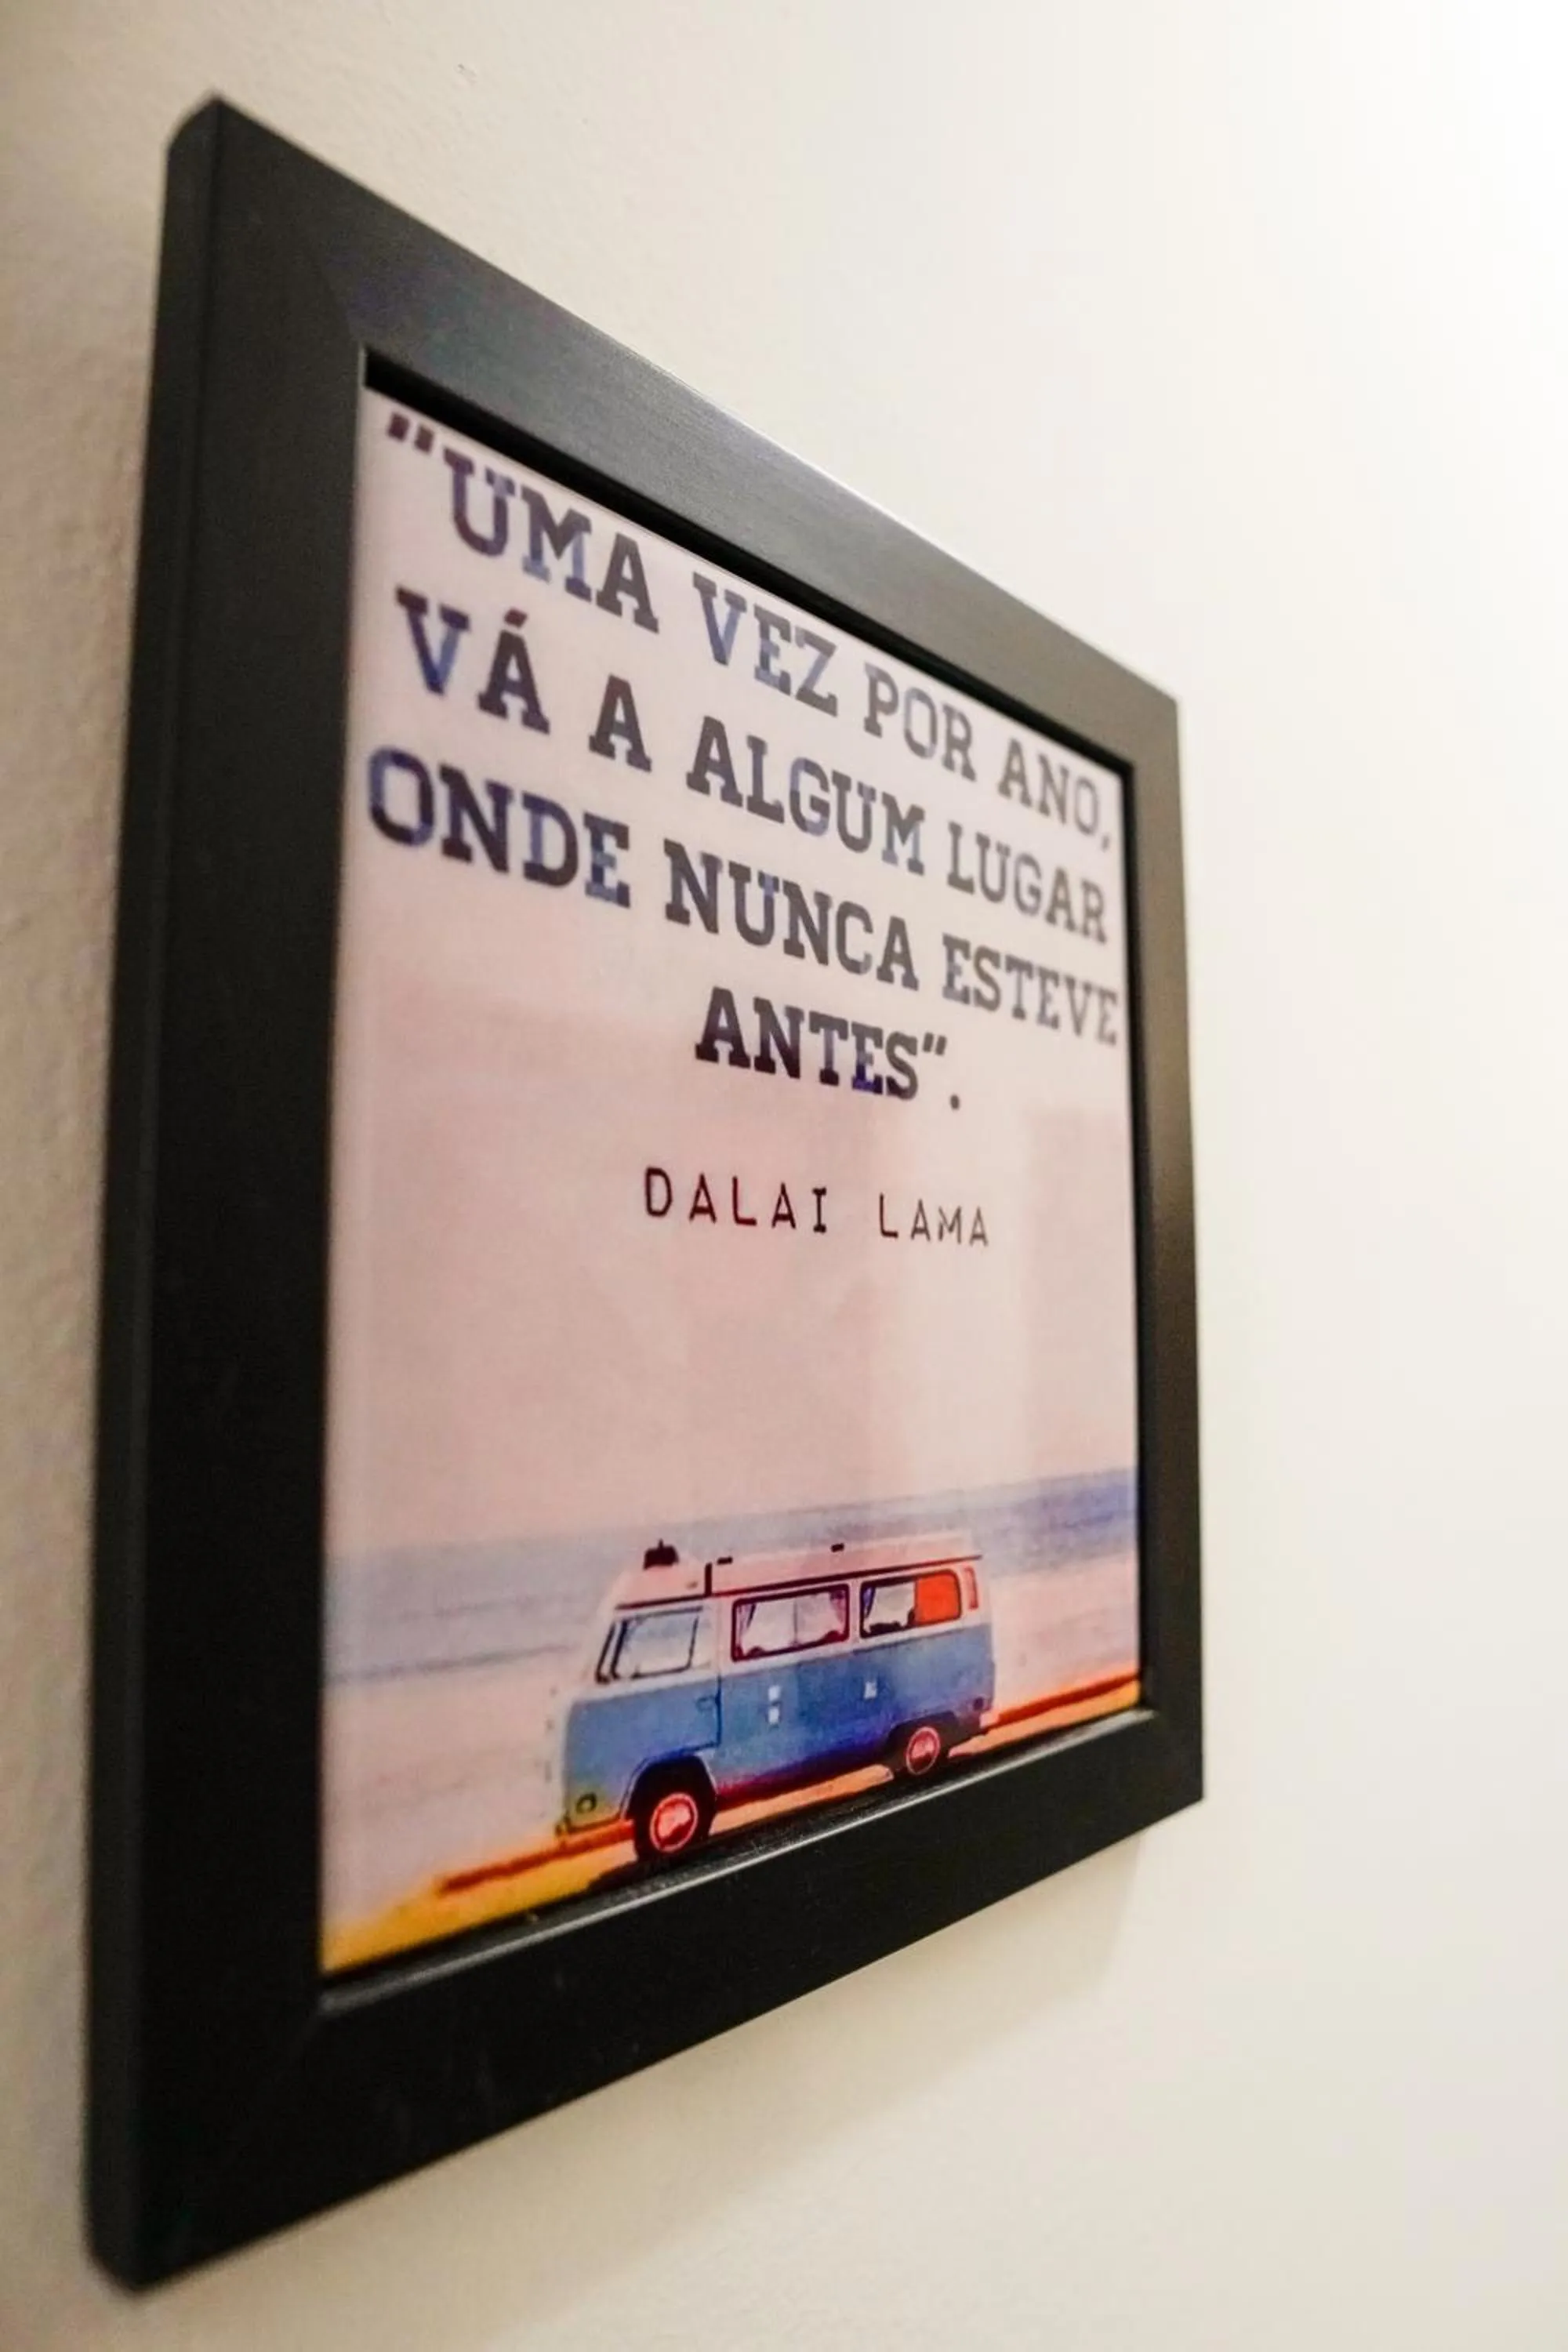 "UMA VEZ POR ANO,
VÁ A ALGUM LUGAR
ONDE NUNCA ESTEVE
ANTES".
DALAI LAMA